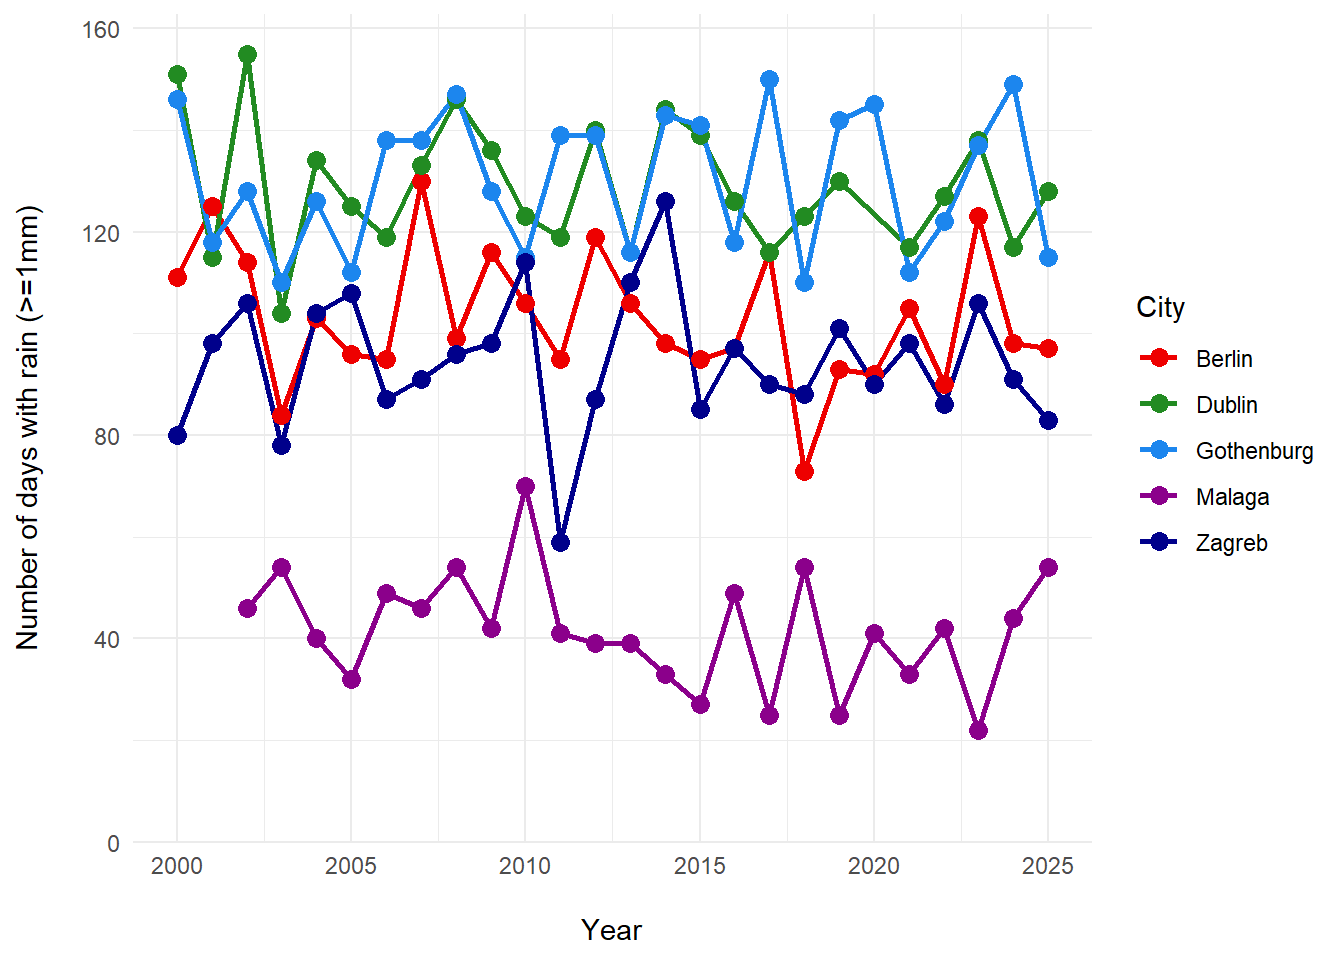 Number of days with rain (>=1mm)
160
120
80
40
0
2000 2005 2010 2015 2020 2025
Year
City
Berlin
Dublin
Gothenburg
Malaga
Zagreb